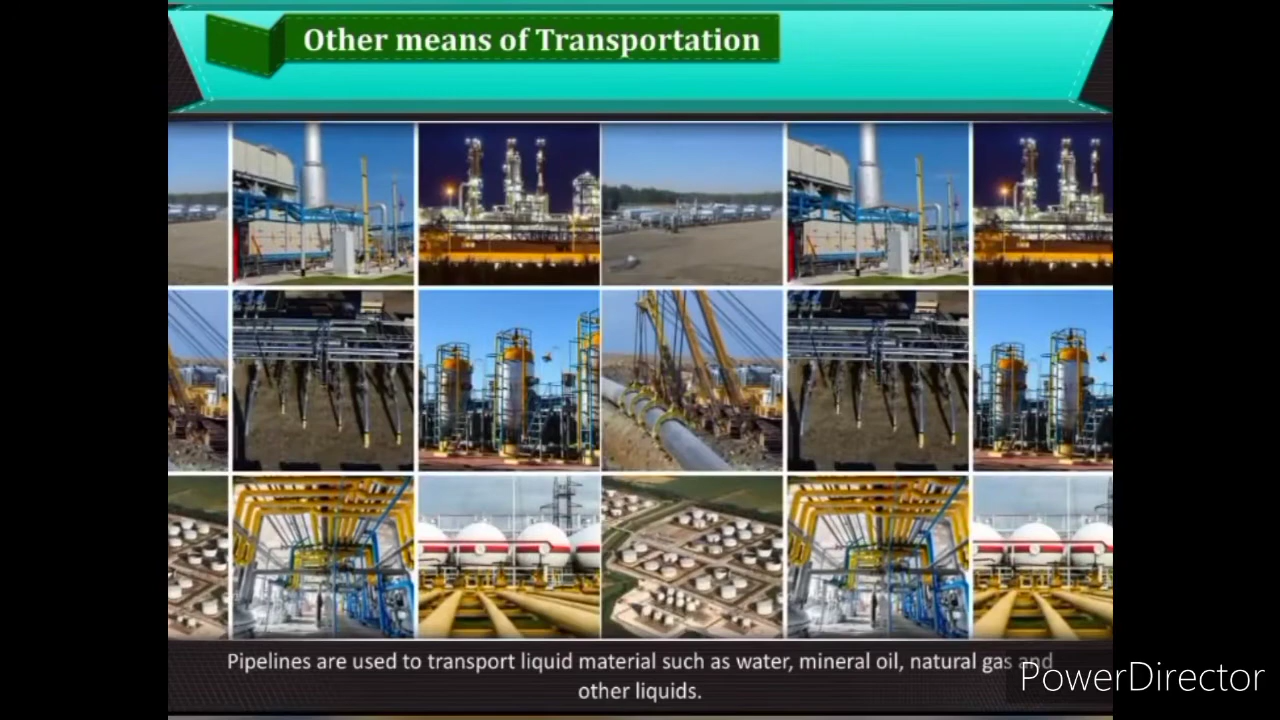 Other means of Transportation
Pipelines are used to transport liquid material such as water, mineral oil, natural gas and
other liquids.
PowerDirector